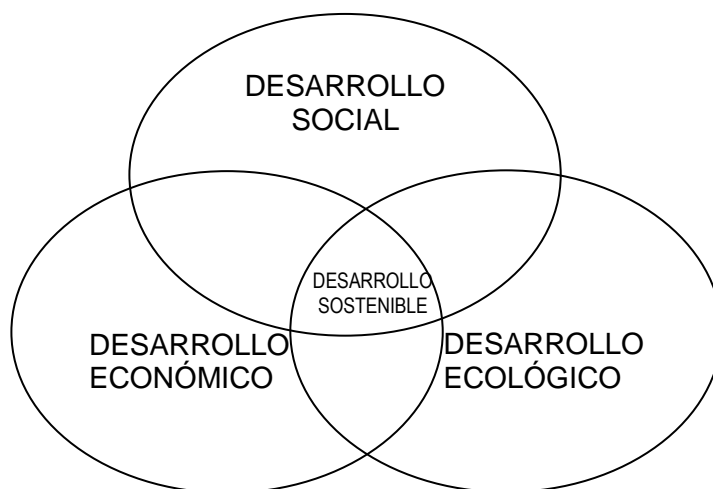 DESARROLLO
SOCIAL
DESARROLLO
SOSTENIBLE
DESARROLLO
ECONÓMICO
DESARROLLO
ECOLÓGICO